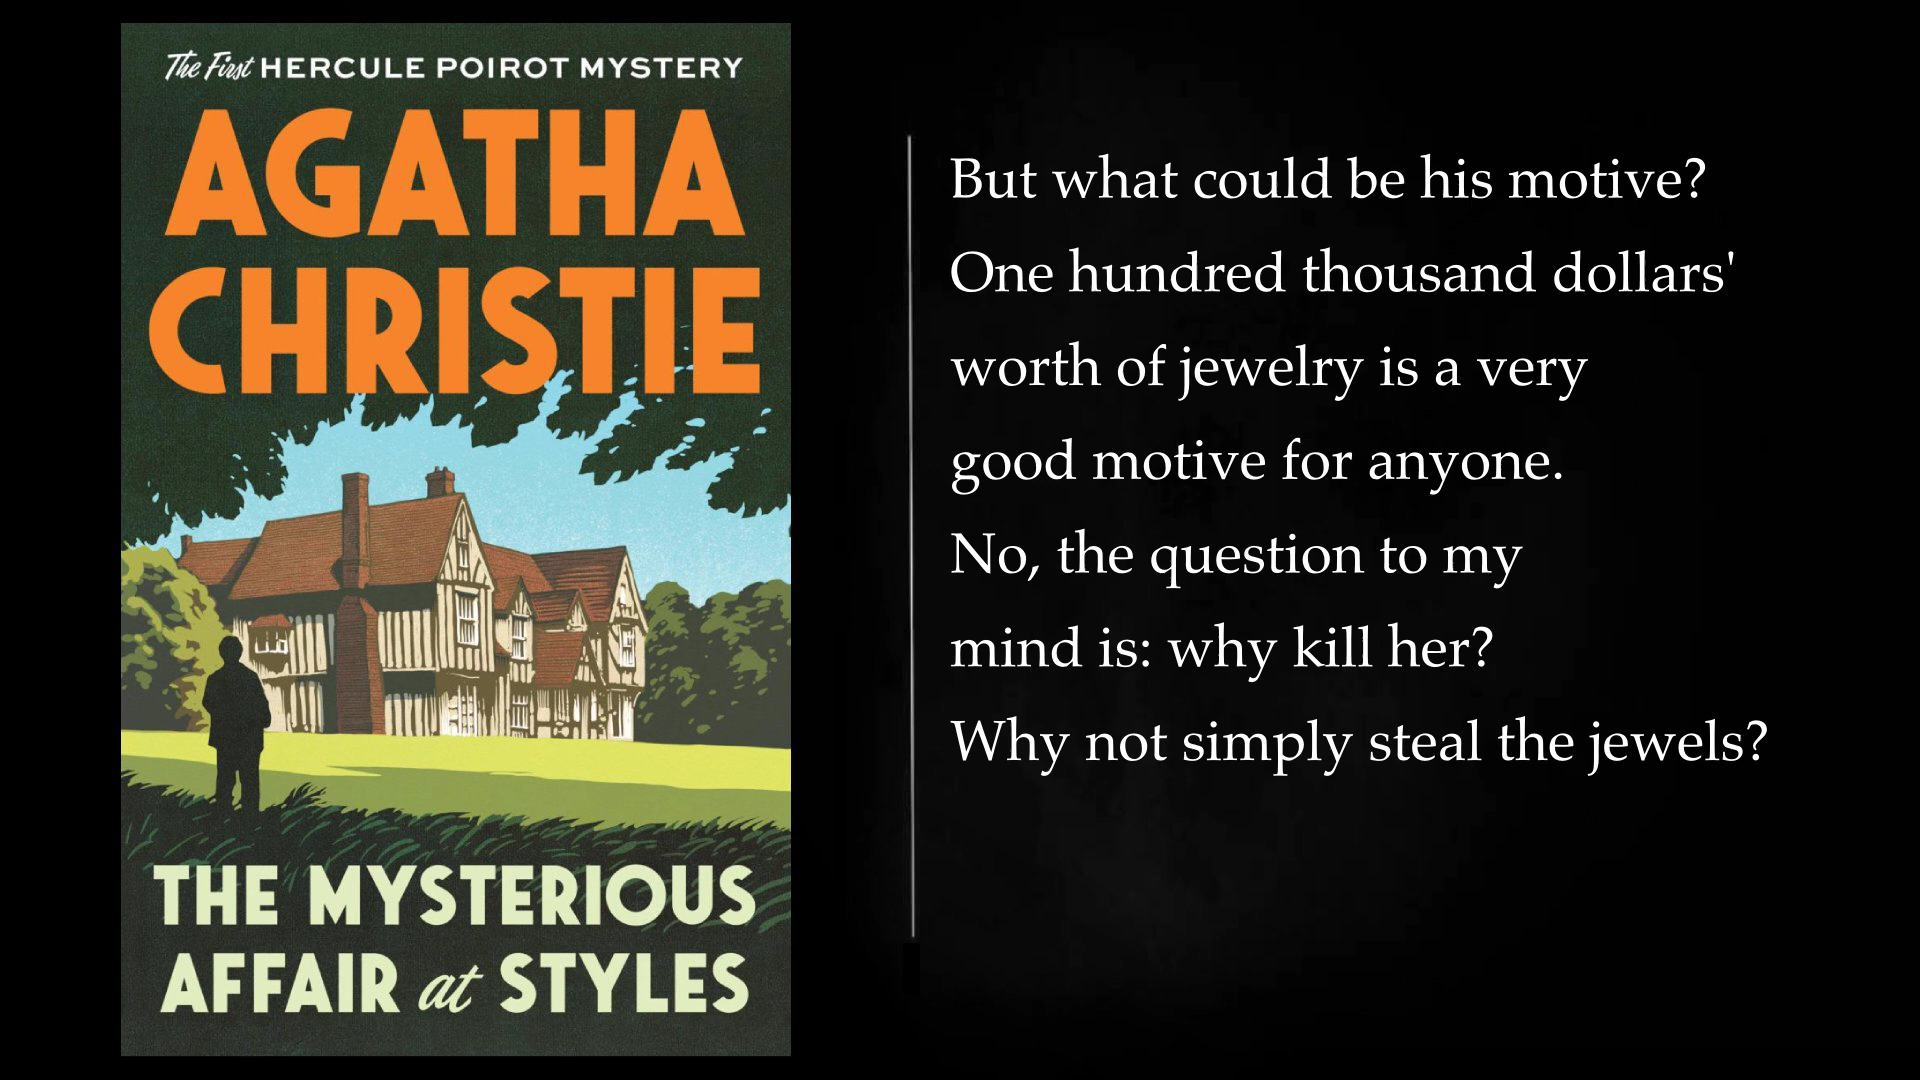 The First HERCULE POIROT MYSTERY
AGATHA
CHRISTIE
THE MYSTERIOUS
AFFAIR at STYLES
But what could be his motive?
One hundred thousand dollars'
worth of jewelry is a very
good motive for anyone.
No, the question to my
mind is: why kill her?
Why not simply steal the jewels?